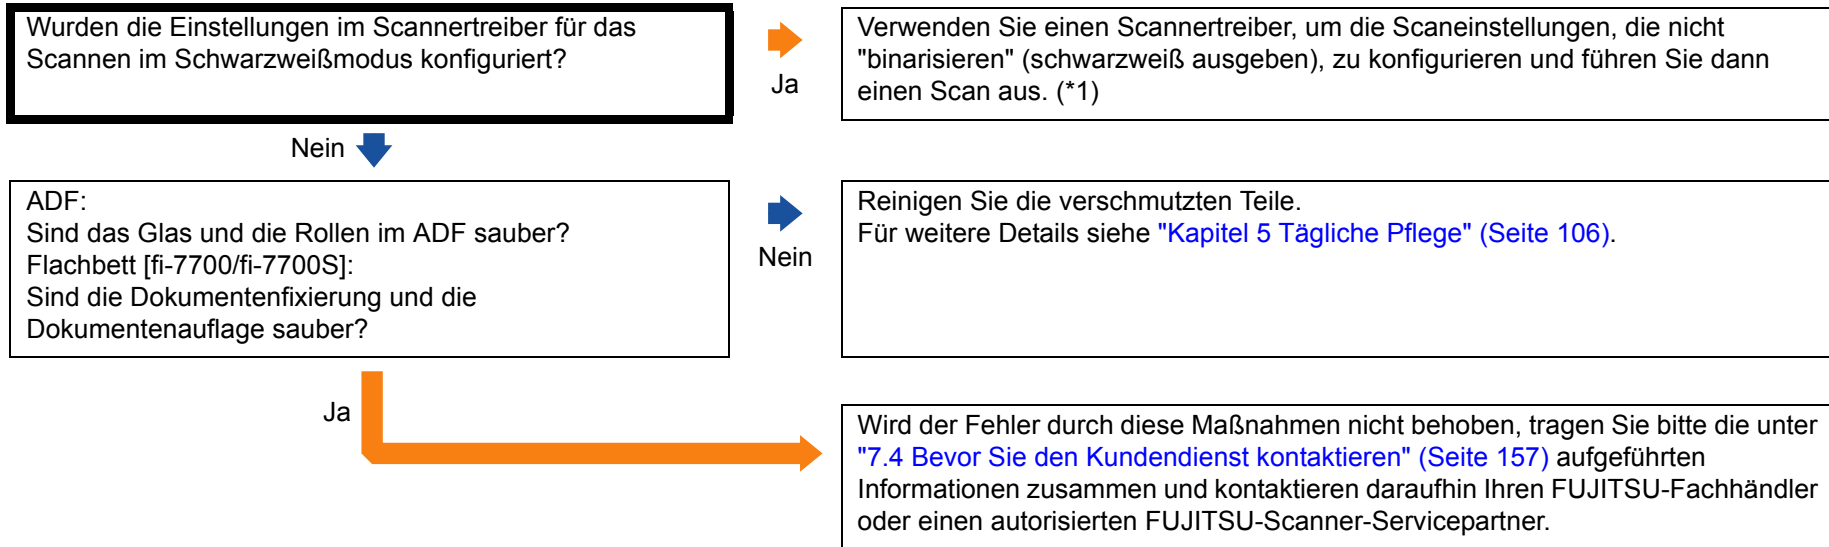 Wurden die Einstellungen im Scannertreiber für das
Scannen im Schwarzweißmodus konfiguriert?
Ja
Verwenden Sie einen Scannertreiber, um die Scaneinstellungen, die nicht
"binarisieren" (schwarzweiß ausgeben), zu konfigurieren und führen Sie dann
einen Scan aus. (*1)
Nein
ADF:
Sind das Glas und die Rollen im ADF sauber?
Flachbett [fi-7700/fi-7700S]:
Sind die Dokumentenfixierung und die
Dokumentenauflage sauber?
Nein
Reinigen Sie die verschmutzten Teile.
Für weitere Details siehe "Kapitel 5 Tägliche Pflege" (Seite 106).
Ja
Wird der Fehler durch diese Maßnahmen nicht behoben, tragen Sie bitte die unter
"7.4 Bevor Sie den Kundendienst kontaktieren" (Seite 157) aufgeführten
Informationen zusammen und kontaktieren daraufhin Ihren FUJITSU-Fachhändler
oder einen autorisierten FUJITSU-Scanner-Servicepartner.